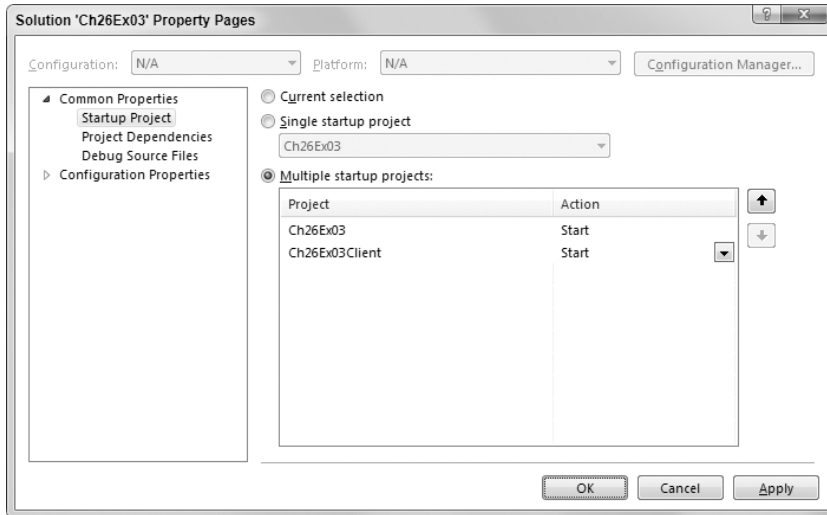 Solution 'Ch26Ex03' Property Pages
Configuration: N/A Platform: N/A Configuration Manager...
Common Properties
Startup Project
Project Dependencies
Debug Source Files
Configuration Properties
Current selection
Single startup project
Ch26Ex03
Multiple startup projects:
Project Action
Ch26Ex03 Start
Ch26Ex03Client Start
OK Cancel Apply